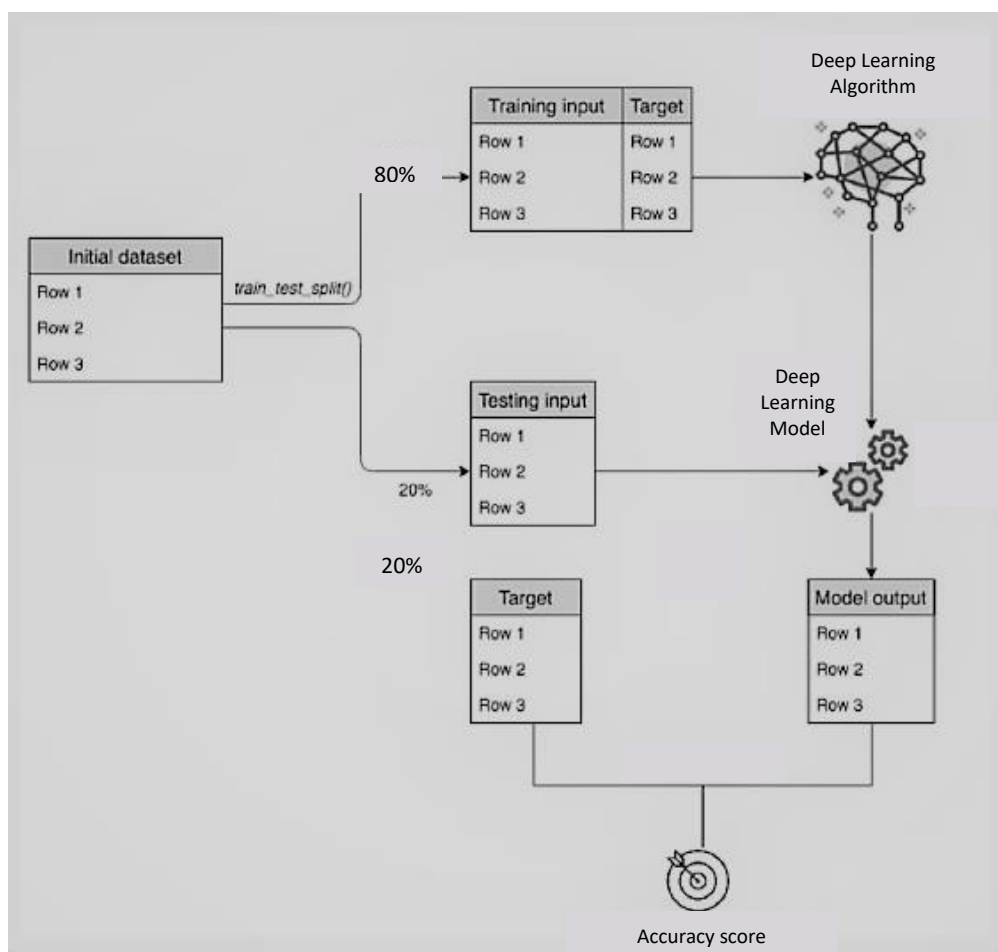 Deep Learning
Algorithm
Training input Target
Row 1 Row 1
Row 2 Row 2
Row 3 Row 3
80%
Initial dataset
Row 1
Row 2
Row 3
train_test_split()
Deep
Learning
Model
Testing input
Row 1
Row 2
Row 3
20%
20%
Target
Row 1
Row 2
Row 3
Model output
Row 1
Row 2
Row 3
Accuracy score